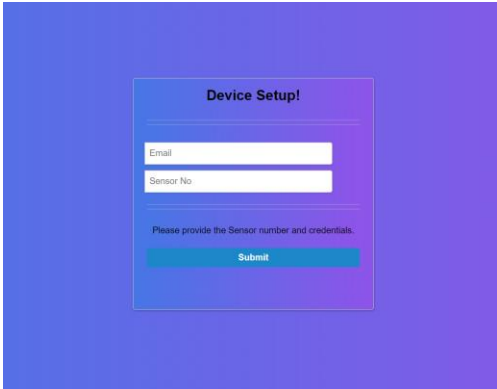 Device Setup!
Email
Sensor No
Please provide the Sensor number and credentials.
Submit